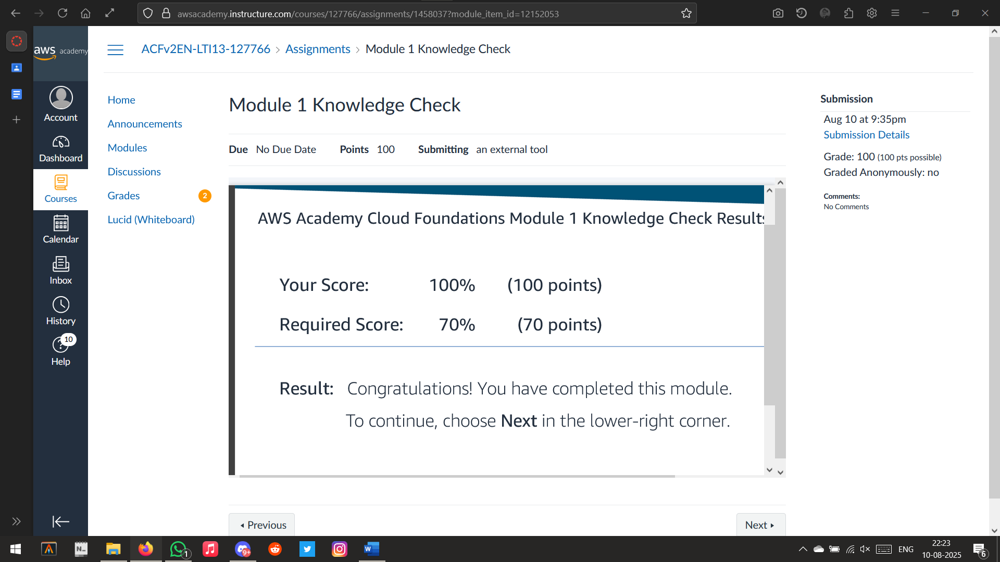 awsacademy.instructure.com/courses/127766/assignments/1458037?module_item_id=12152053
aws academy
ACFv2EN-LTI13-127766 > Assignments > Module 1 Knowledge Check
Account
Dashboard
Courses
Calendar
Inbox
History
10
Help
Home
Announcements
Modules
Discussions
Grades 2
Lucid (Whiteboard)
Module 1 Knowledge Check
Due No Due Date Points 100 Submitting an external tool
AWS Academy Cloud Foundations Module 1 Knowledge Check Results
Your Score: 100% (100 points)
Required Score: 70% (70 points)
Result: Congratulations! You have completed this module.
To continue, choose Next in the lower-right corner.
Previous
Next
Submission
Aug 10 at 9:35pm
Submission Details
Grade: 100 (100 pts possible)
Graded Anonymously: no
Comments:
No Comments
N_
1
9+
W
ENG
22:23
10-08-2025
6